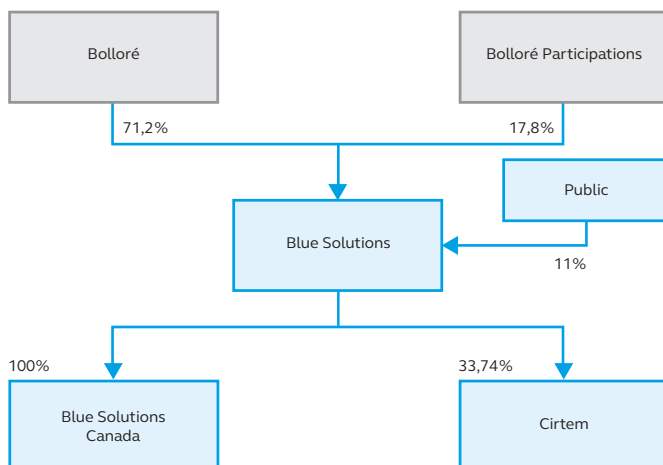 Bolloré
Bolloré Participations
71,2%
17,8%
Public
Blue Solutions
11%
100%
33,74%
Blue Solutions
Canada
Cirtem